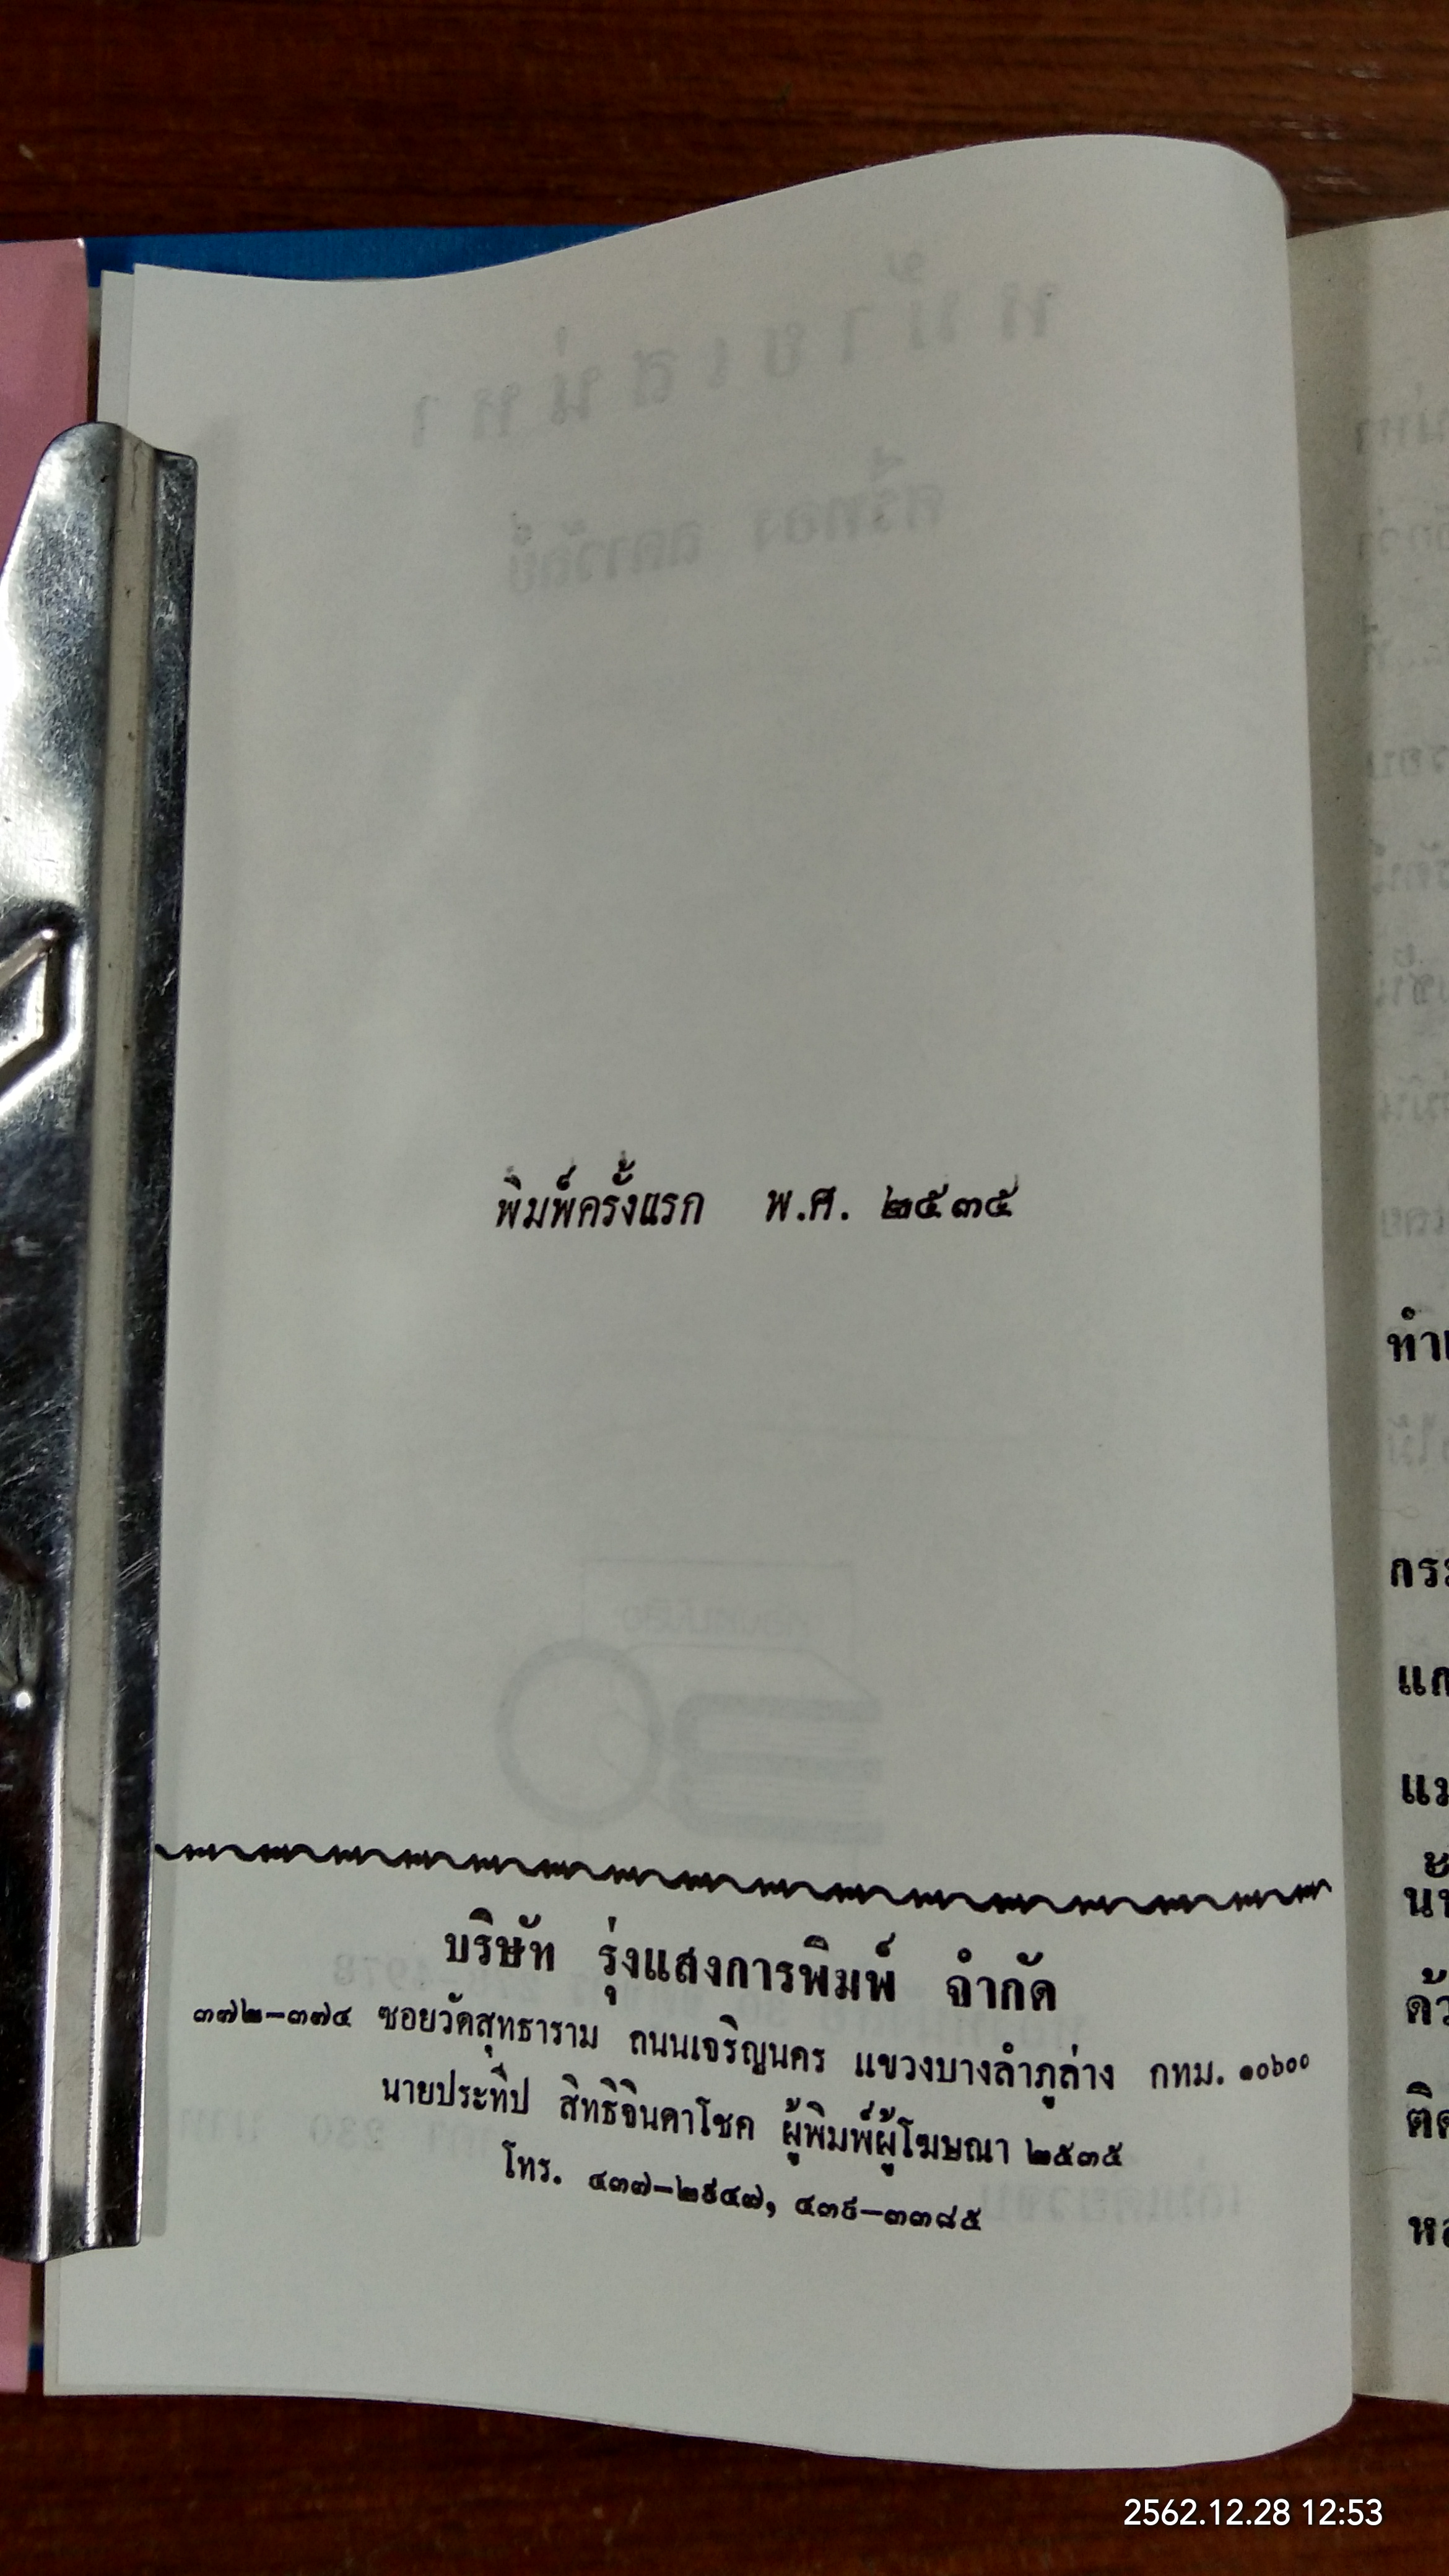 พิมพ์ครั้งแรก พ.ศ. ๒๕๓๕
บริษัท รุ่งแสงการพิมพ์ จำกัด
๓๗๒-๓๗๔ ซอยวัดสุทธาราม ถนนเจริญนคร แขวงบางลำภูล่าง กทม. ๑๐๖๐๐
นายประทีป สิทธิจินดาโชค ผู้พิมพ์ผู้โฆษณา ๒๕๓๕
โทร. ๔๓๗-๒๙๔๗, ๔๓๙-๓๓๘๕
2562.12.28 12:53